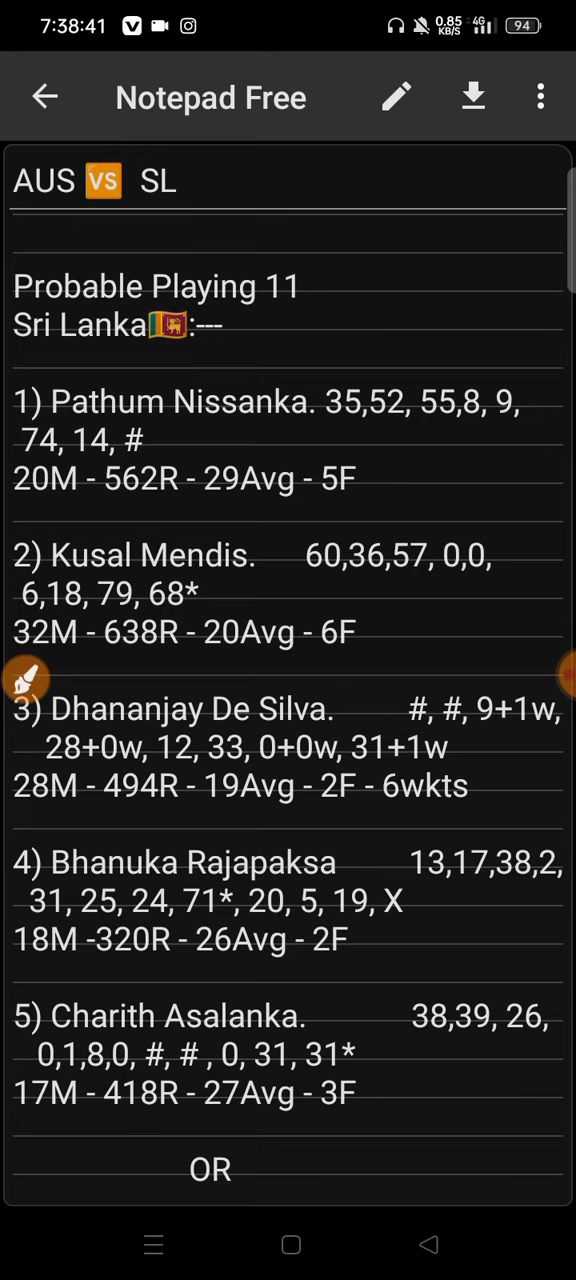 7:38:41 0.85 KB/S 4G 94
Notepad Free
AUS 🆚 SL
Probable Playing 11
Sri Lanka🇱🇰:---
1) Pathum Nissanka. 35,52, 55,8, 9,
74, 14, #
20M - 562R - 29Avg - 5F
2) Kusal Mendis. 60,36,57, 0,0,
6,18, 79, 68*
32M - 638R - 20Avg - 6F
3) Dhananjay De Silva. #, #, 9+1w,
28+0w, 12, 33, 0+0w, 31+1w
28M - 494R - 19Avg - 2F - 6wkts
4) Bhanuka Rajapaksa 13,17,38,2,
31, 25, 24, 71*, 20, 5, 19, X
18M -320R - 26Avg - 2F
5) Charith Asalanka. 38,39, 26,
0,1,8,0, #, # , 0, 31, 31*
17M - 418R - 27Avg - 3F
OR